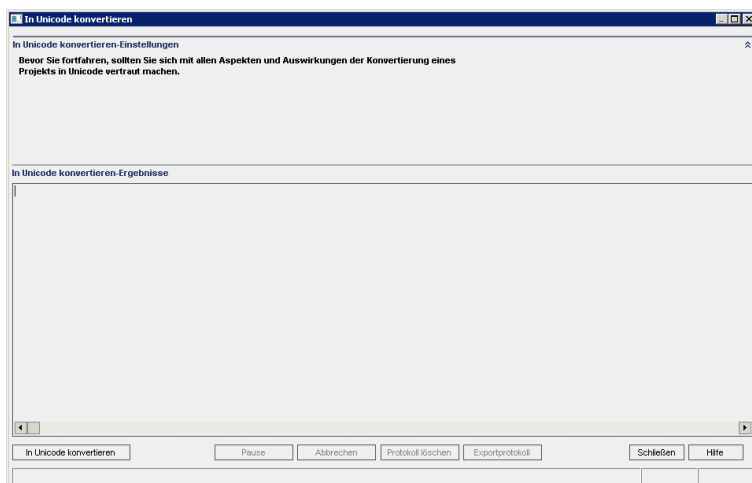 In Unicode konvertieren
In Unicode konvertieren-Einstellungen
Bevor Sie fortfahren, sollten Sie sich mit allen Aspekten und Auswirkungen der Konvertierung eines
Projekts in Unicode vertraut machen.
In Unicode konvertieren-Ergebnisse
In Unicode konvertieren
Pause
Abbrechen
Protokoll löschen
Exportprotokoll
Schließen
Hilfe